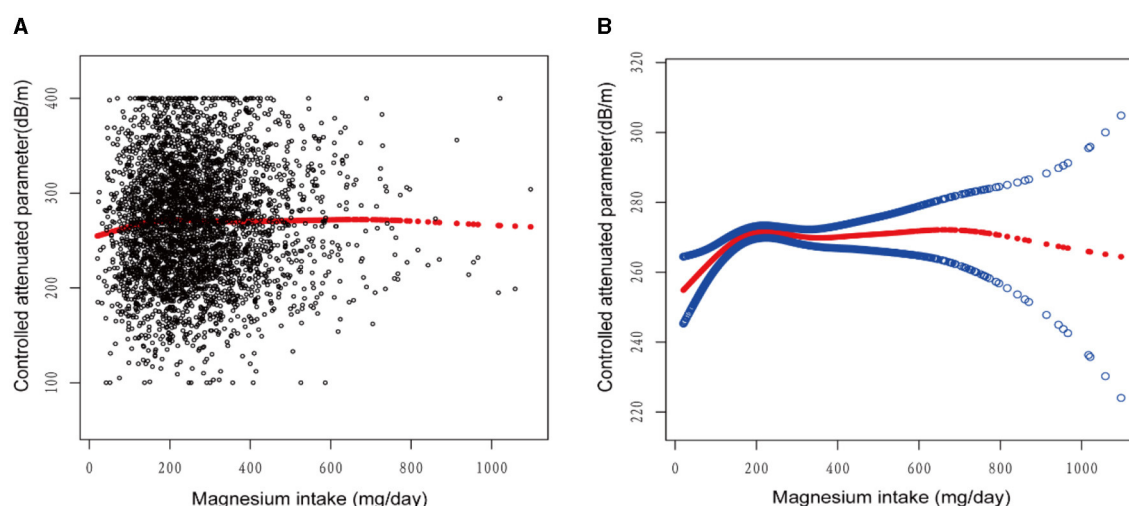 A
Controlled attenuated parameter(dB/m)
400
300
200
100
0 200 400 600 800 1000
Magnesium intake (mg/day)
B
Controlled attenuated parameter(dB/m)
320
300
280
260
240
220
0 200 400 600 800 1000
Magnesium intake (mg/day)